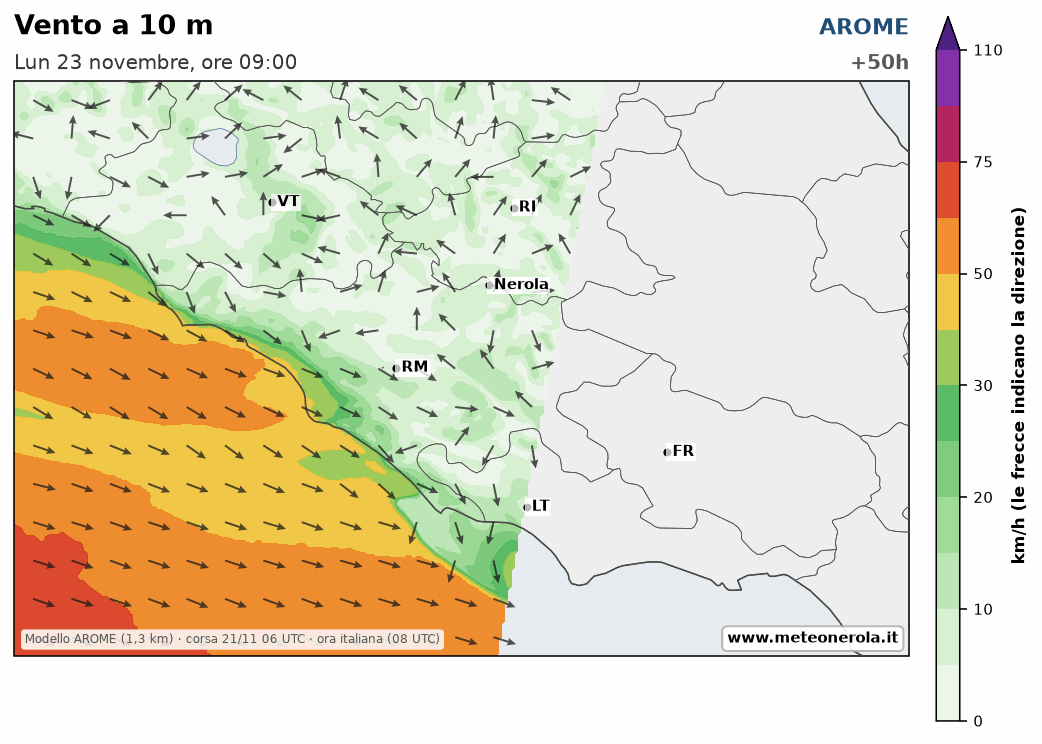 Vento a 10 m
AROME
Lun 23 novembre, ore 09:00
+50h
110
75
50
30
20
10
0
km/h (le frecce indicano la direzione)
VT
RI
Nerola
RM
FR
LT
Modello AROME (1,3 km) · corsa 21/11 06 UTC · ora italiana (08 UTC)
www.meteonerola.it